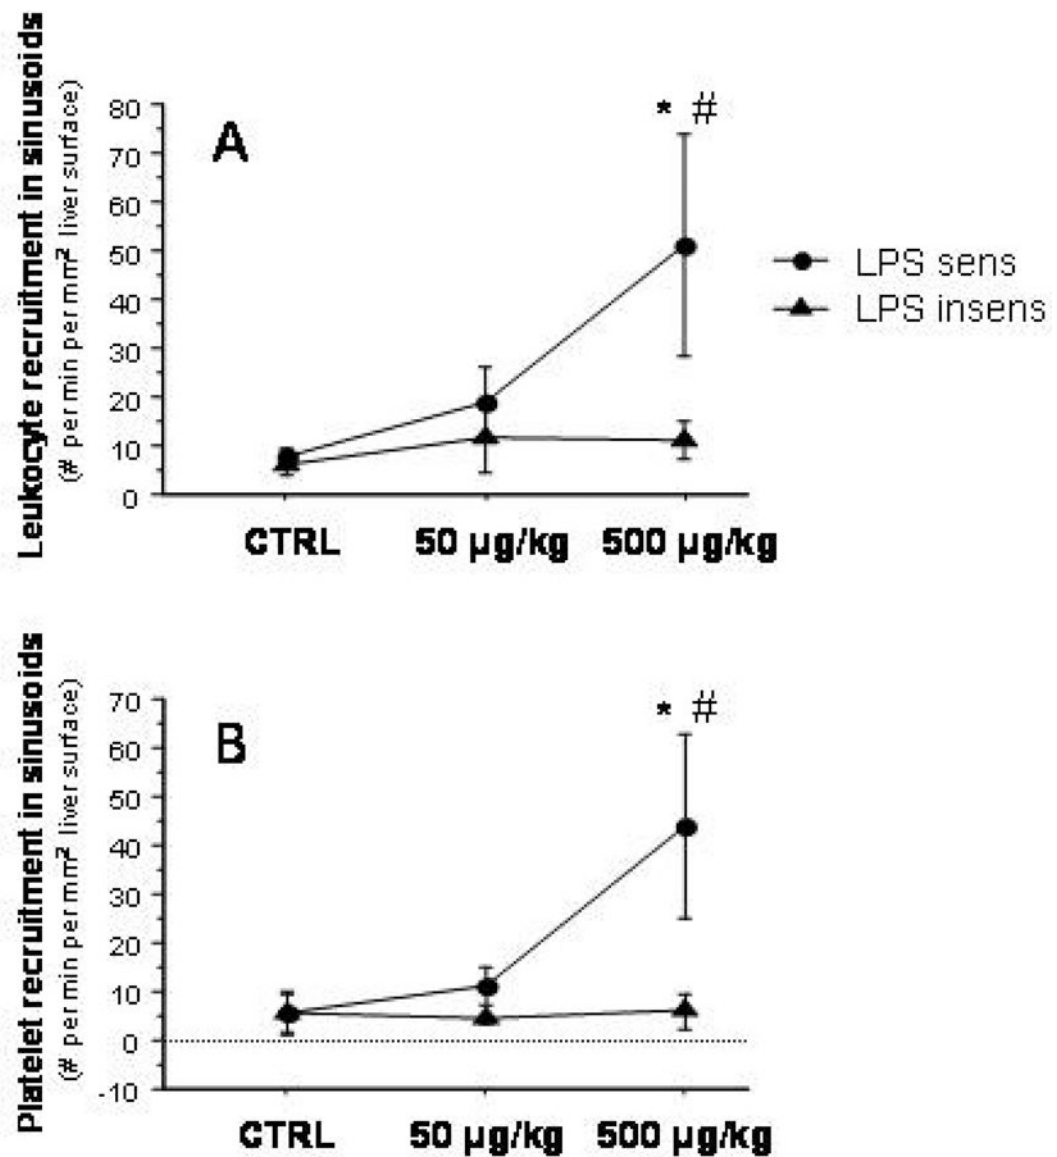 Leukocyte recruitment in sinusoids
(# per min per mm² liver surface)
80
70
60
50
40
30
20
10
0
A
* #
LPS sens
LPS insens
CTRL 50 µg/kg 500 µg/kg
Platelet recruitment in sinusoids
(# per min per mm² liver surface)
70
60
50
40
30
20
10
0
-10
B
* #
CTRL 50 µg/kg 500 µg/kg